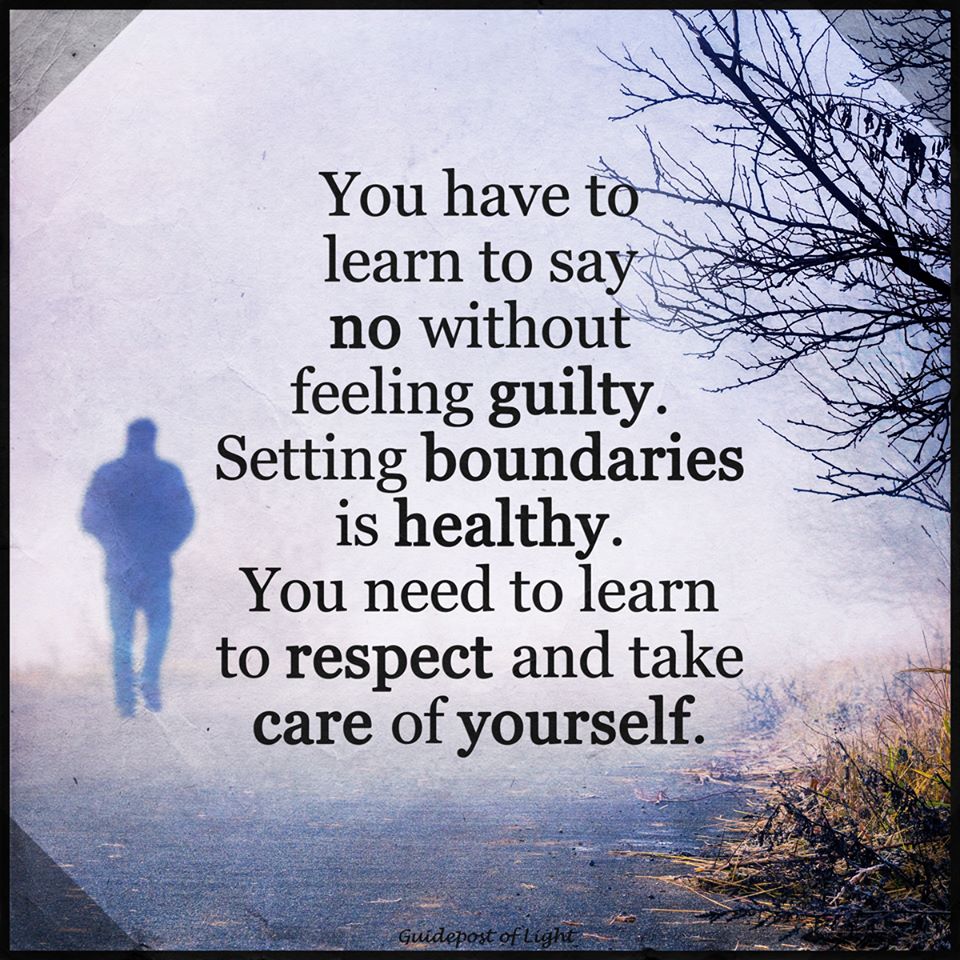 You have to
learn to say
no without
feeling guilty.
Setting boundaries
is healthy.
You need to learn
to respect and take
care of yourself.
Guidepost of Light